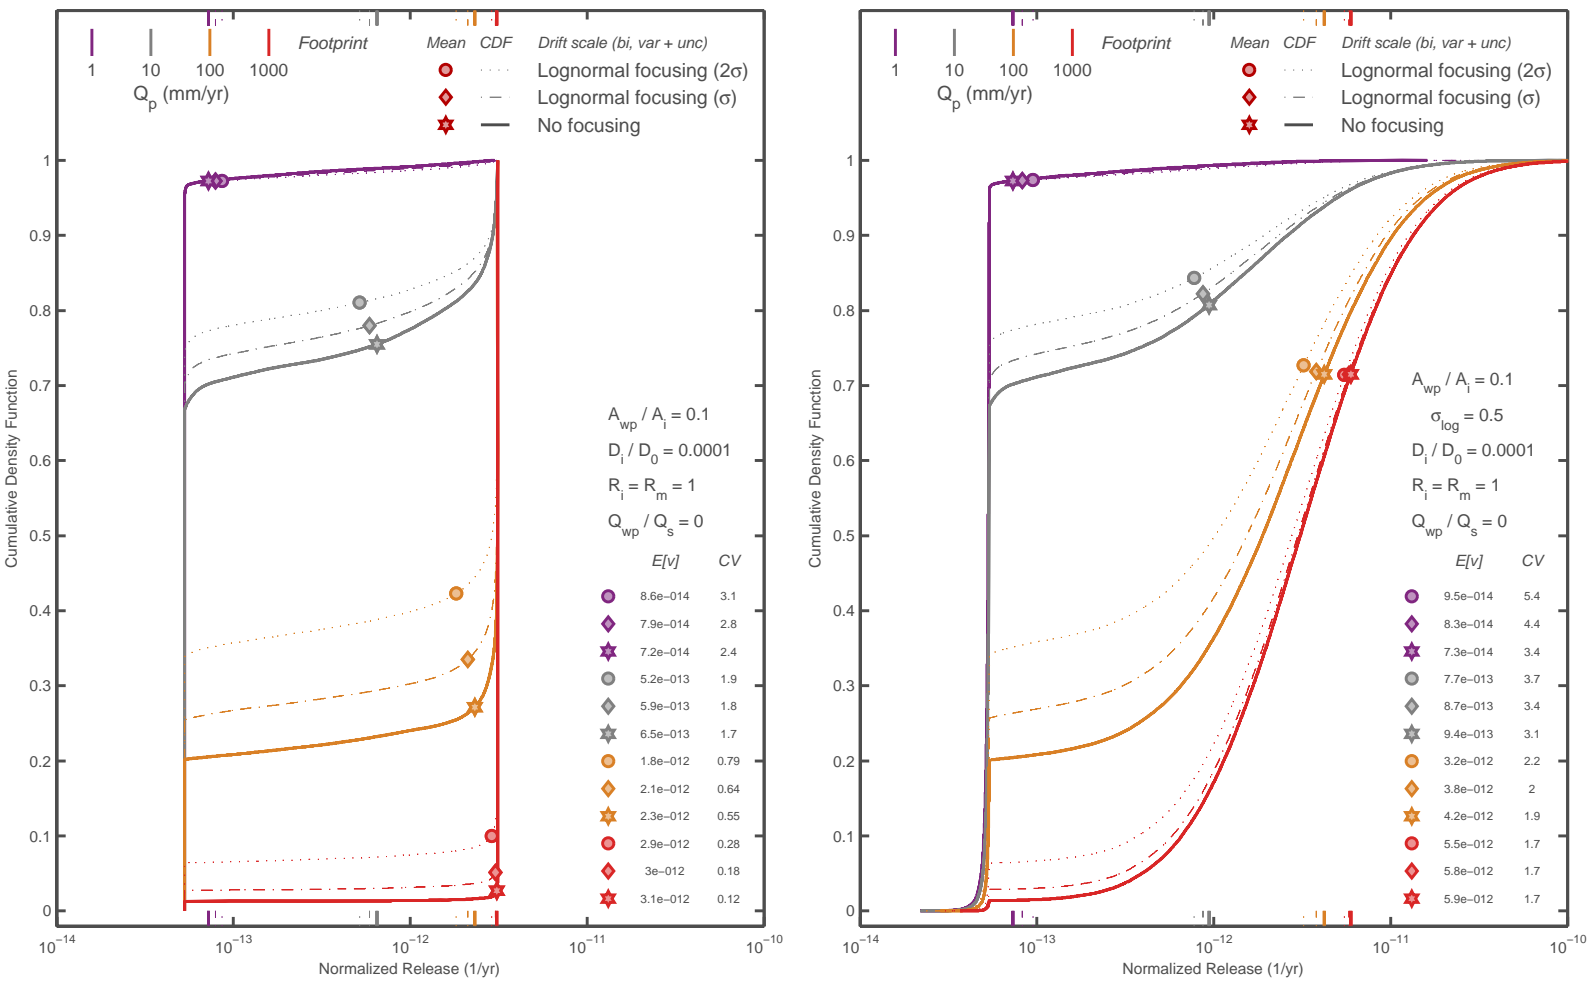 Footprint Mean CDF Drift scale (bi, var + unc)
1 10 100 1000
Lognormal focusing (2σ)
Q_p (mm/yr)
Lognormal focusing (σ)
No focusing
1
0.9
0.8
0.7
0.6
0.5
0.4
0.3
0.2
0.1
0
Cumulative Density Function
A_wp / A_i = 0.1
D_i / D_0 = 0.0001
R_i = R_m = 1
Q_wp / Q_s = 0
E[v] CV
8.6e−014 3.1
7.9e−014 2.8
7.2e−014 2.4
5.2e−013 1.9
5.9e−013 1.8
6.5e−013 1.7
1.8e−012 0.79
2.1e−012 0.64
2.3e−012 0.55
2.9e−012 0.28
3e−012 0.18
3.1e−012 0.12
10^−14 10^−13 10^−12 10^−11 10^−10
Normalized Release (1/yr)
Footprint Mean CDF Drift scale (bi, var + unc)
1 10 100 1000
Lognormal focusing (2σ)
Q_p (mm/yr)
Lognormal focusing (σ)
No focusing
1
0.9
0.8
0.7
0.6
0.5
0.4
0.3
0.2
0.1
0
Cumulative Density Function
A_wp / A_i = 0.1
σ_log = 0.5
D_i / D_0 = 0.0001
R_i = R_m = 1
Q_wp / Q_s = 0
E[v] CV
9.5e−014 5.4
8.3e−014 4.4
7.3e−014 3.4
7.7e−013 3.7
8.7e−013 3.4
9.4e−013 3.1
3.2e−012 2.2
3.8e−012 2
4.2e−012 1.9
5.5e−012 1.7
5.8e−012 1.7
5.9e−012 1.7
10^−14 10^−13 10^−12 10^−11 10^−10
Normalized Release (1/yr)